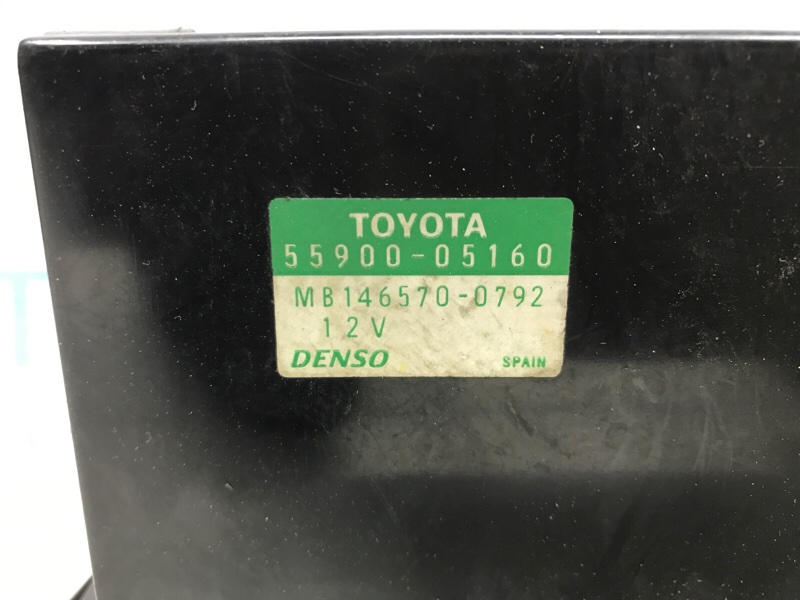 TOYOTA
55900-05160
MB146570-0792
12V
DENSO SPAIN